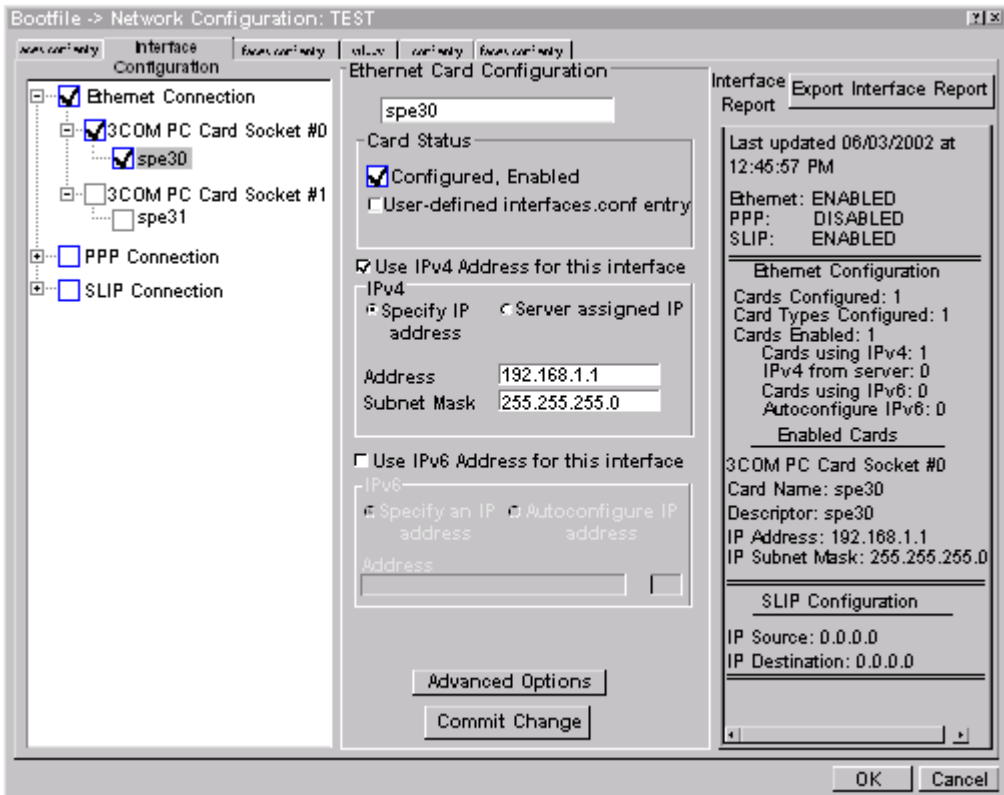 Bootfile -> Network Configuration: TEST
Interface
Configuration
Ethernet Connection
3COM PC Card Socket #0
spe30
3COM PC Card Socket #1
spe31
PPP Connection
SLIP Connection
Ethernet Card Configuration
spe30
Card Status
Configured, Enabled
User-defined interfaces.conf entry
Use IPv4 Address for this interface
IPv4
Specify IP address
Server assigned IP
Address 192.168.1.1
Subnet Mask 255.255.255.0
Use IPv6 Address for this interface
IPv6
Specify an IP address
Autoconfigure IP address
Address
Advanced Options
Commit Change
Interface
Report
Export Interface Report
Last updated 06/03/2002 at
12:45:57 PM
Ethernet: ENABLED
PPP: DISABLED
SLIP: ENABLED
Ethernet Configuration
Cards Configured: 1
Card Types Configured: 1
Cards Enabled: 1
Cards using IPv4: 1
IPv4 from server: 0
Cards using IPv6: 0
Autoconfigure IPv6: 0
Enabled Cards
3COM PC Card Socket #0
Card Name: spe30
Descriptor: spe30
IP Address: 192.168.1.1
IP Subnet Mask: 255.255.255.0
SLIP Configuration
IP Source: 0.0.0.0
IP Destination: 0.0.0.0
OK
Cancel